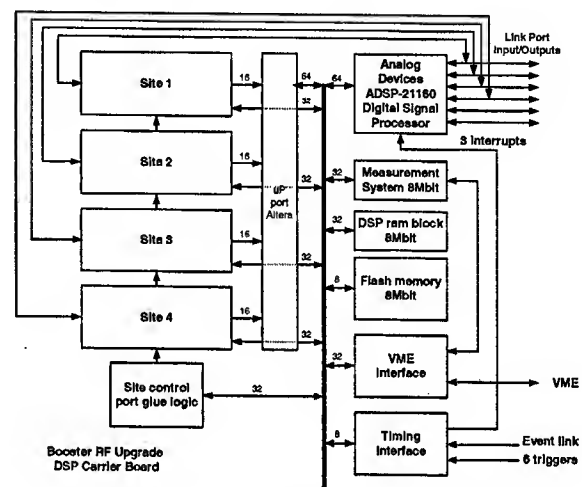 Link Port
Input/Outputs
Site 1
16
64
64
32
Analog
Devices
ADSP-21160
Digital Signal
Processor
3 Interrupts
Site 2
16
32
uP
port
Altera
32
Measurement
System 8Mbit
32
DSP ram block
8Mbit
Site 3
16
32
8
Flash memory
8Mbit
Site 4
16
32
32
VME
Interface
VME
Site control
port glue logic
32
8
Timing
Interface
Event link
6 triggers
Booster RF Upgrade
DSP Carrier Board